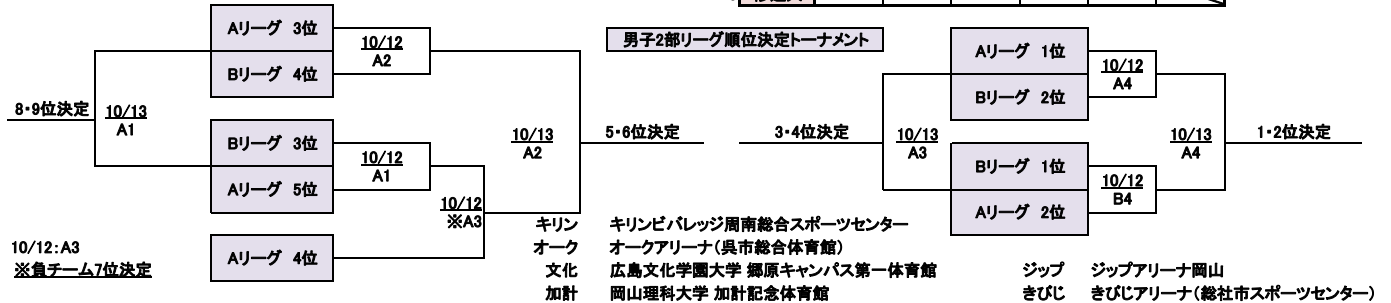 男子2部リーグ順位決定トーナメント
Aリーグ 3位
Bリーグ 4位
10/12
A2
8・9位決定
10/13
A1
Bリーグ 3位
Aリーグ 5位
10/12
A1
10/12
※A3
Aリーグ 4位
10/13
A2
5・6位決定
10/12:A3
※負チーム7位決定
3・4位決定
10/13
A3
Aリーグ 1位
Bリーグ 2位
10/12
A4
Bリーグ 1位
Aリーグ 2位
10/12
B4
10/13
A4
1・2位決定
キリン キリンビバレッジ周南総合スポーツセンター
オーク オークアリーナ(呉市総合体育館)
文化 広島文化学園大学 郷原キャンパス第一体育館
加計 岡山理科大学 加計記念体育館
ジップ ジップアリーナ岡山
きびじ きびじアリーナ(総社市スポーツセンター)